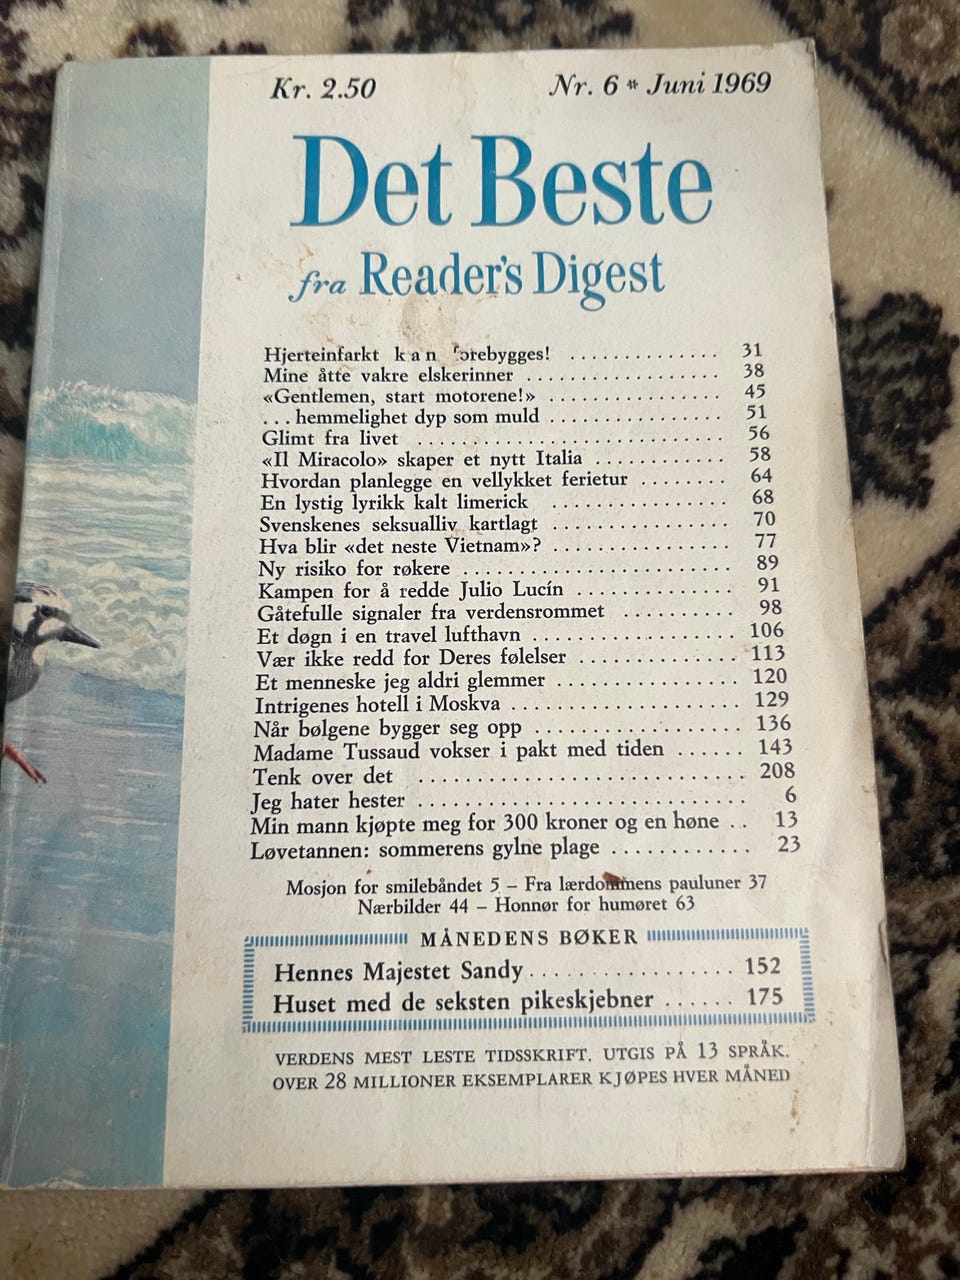 Kr. 2.50 Nr. 6 * Juni 1969
Det Beste
fra Reader's Digest
Hjerteinfarkt kan forebygges! .............. 31
Mine åtte vakre elskerinner .................. 38
«Gentlemen, start motorene!» ................ 45
...hemmelighet dyp som muld ................ 51
Glimt fra livet ............................ 56
«Il Miracolo» skaper et nytt Italia ............ 58
Hvordan planlegge en vellykket ferietur ........ 64
En lystig lyrikk kalt limerick ................ 68
Svenskenes seksualliv kartlagt ................ 70
Hva blir «det neste Vietnam»? ................ 77
Ny risiko for røkere ........................ 89
Kampen for å redde Julio Lucín .............. 91
Gåtefulle signaler fra verdensrommet .......... 98
Et døgn i en travel lufthavn .................. 106
Vær ikke redd for Deres følelser .............. 113
Et menneske jeg aldri glemmer ................ 120
Intrigenes hotell i Moskva .................... 129
Når bølgene bygger seg opp .................. 136
Madame Tussaud vokser i pakt med tiden ...... 143
Tenk over det .............................. 208
Jeg hater hester ............................ 6
Min mann kjøpte meg for 300 kroner og en høne .. 13
Løvetannen: sommerens gylne plage ............ 23
Mosjon for smilebåndet 5 – Fra lærdommens pauluner 37
Nærbilder 44 – Honnør for humøret 63
MÅNEDENS BØKER
Hennes Majestet Sandy ................ 152
Huset med de seksten pikeskjebner ...... 175
VERDENS MEST LESTE TIDSSKRIFT. UTGIS PÅ 13 SPRÅK.
OVER 28 MILLIONER EKSEMPLARER KJØPES HVER MÅNED